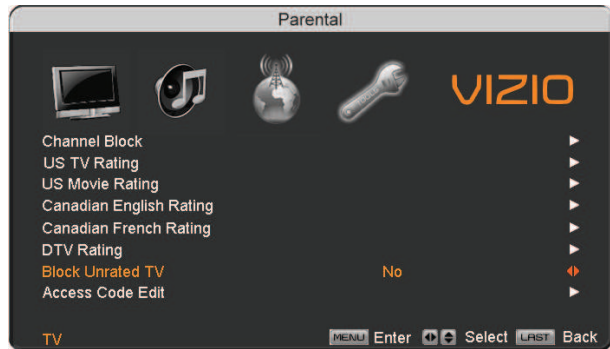 Parental
VIZIO
Channel Block
US TV Rating
US Movie Rating
Canadian English Rating
Canadian French Rating
DTV Rating
Block Unrated TV No
Access Code Edit
TV MENU Enter Select LAST Back